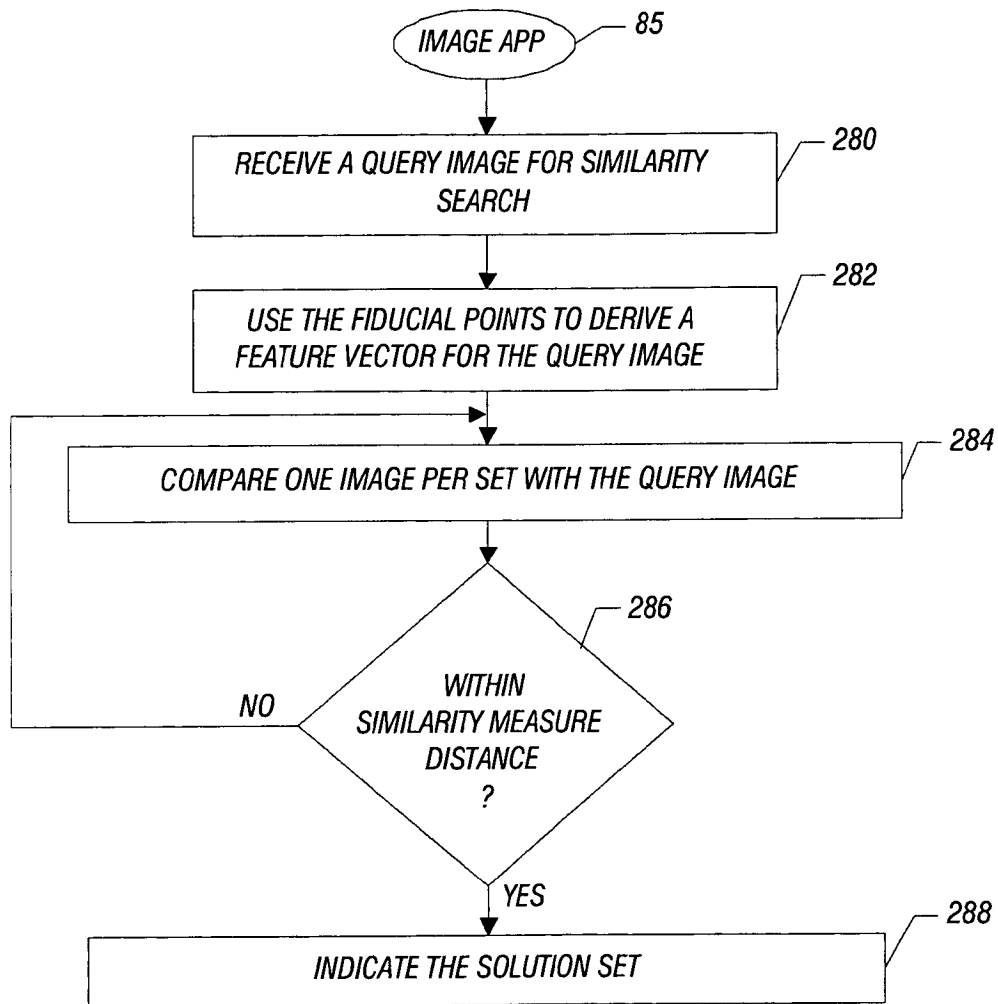 IMAGE APP
85
RECEIVE A QUERY IMAGE FOR SIMILARITY
SEARCH
280
USE THE FIDUCIAL POINTS TO DERIVE A
FEATURE VECTOR FOR THE QUERY IMAGE
282
COMPARE ONE IMAGE PER SET WITH THE QUERY IMAGE
284
WITHIN
SIMILARITY MEASURE
DISTANCE
?
286
NO
YES
INDICATE THE SOLUTION SET
288